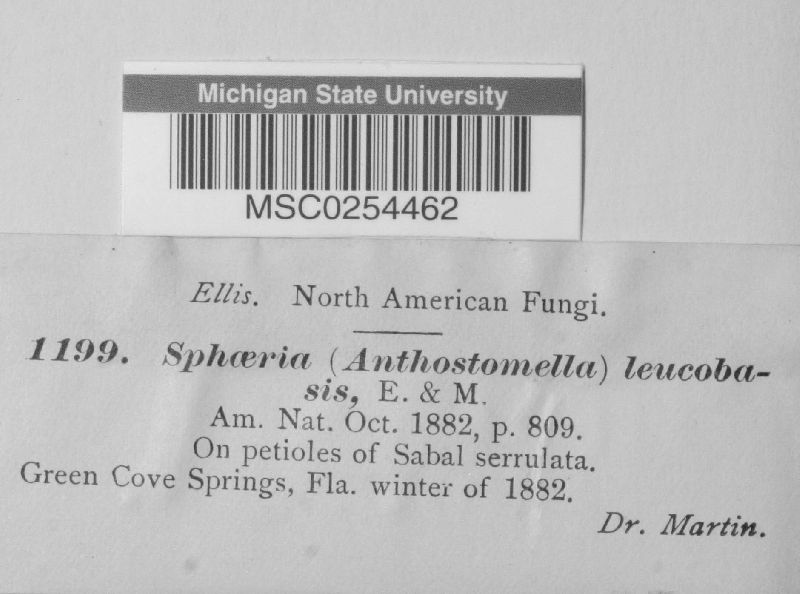 Michigan State University
MSC0254462
Ellis. North American Fungi.
1199. Sphæria (Anthostomella) leucoba-
sis, E. & M.
Am. Nat. Oct. 1882, p. 809.
On petioles of Sabal serrulata.
Green Cove Springs, Fla. winter of 1882.
Dr. Martin.